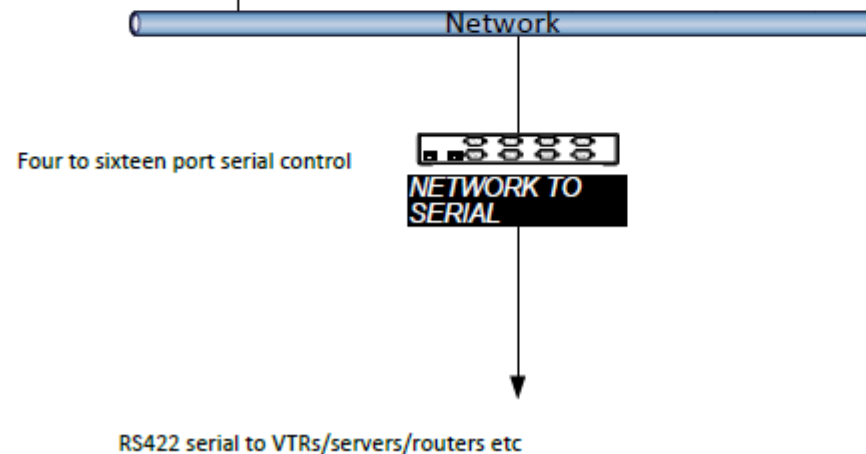 Network
Four to sixteen port serial control
NETWORK TO
SERIAL
RS422 serial to VTRs/servers/routers etc